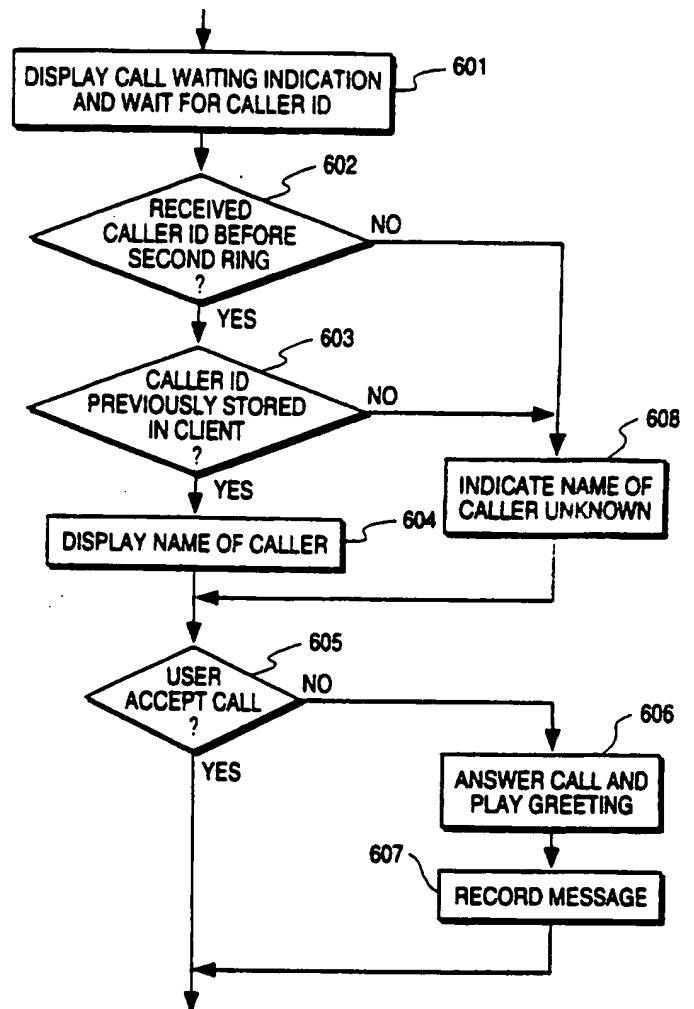 DISPLAY CALL WAITING INDICATION
AND WAIT FOR CALLER ID
601
602
RECEIVED
CALLER ID BEFORE
SECOND RING
?
NO
YES
603
CALLER ID
PREVIOUSLY STORED
IN CLIENT
?
NO
YES
608
INDICATE NAME OF
CALLER UNKNOWN
604
DISPLAY NAME OF CALLER
605
USER
ACCEPT CALL
?
NO
YES
606
ANSWER CALL AND
PLAY GREETING
607
RECORD MESSAGE